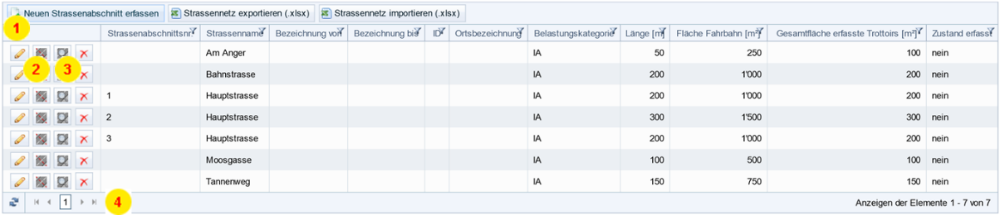 Neuen Strassenabschnitt erfassen Strassennetz exportieren (.xlsx) Strassennetz importieren (.xlsx)
1
Strassenabschnittsnr Strassenname Bezeichnung von Bezeichnung bis ID Ortsbezeichnung Belastungskategorie Länge [m] Fläche Fahrbahn [m²] Gesamtfläche erfasste Trottoirs [m²] Zustand erfasst
Am Anger IA 50 250 100 nein
2 3
Bahnstrasse IA 200 1'000 200 nein
1 Hauptstrasse IA 200 1'000 200 nein
2 Hauptstrasse IA 300 1'500 300 nein
3 Hauptstrasse IA 200 1'000 200 nein
Moosgasse IA 100 500 100 nein
Tannenweg IA 150 750 150 nein
1 4 Anzeigen der Elemente 1 - 7 von 7